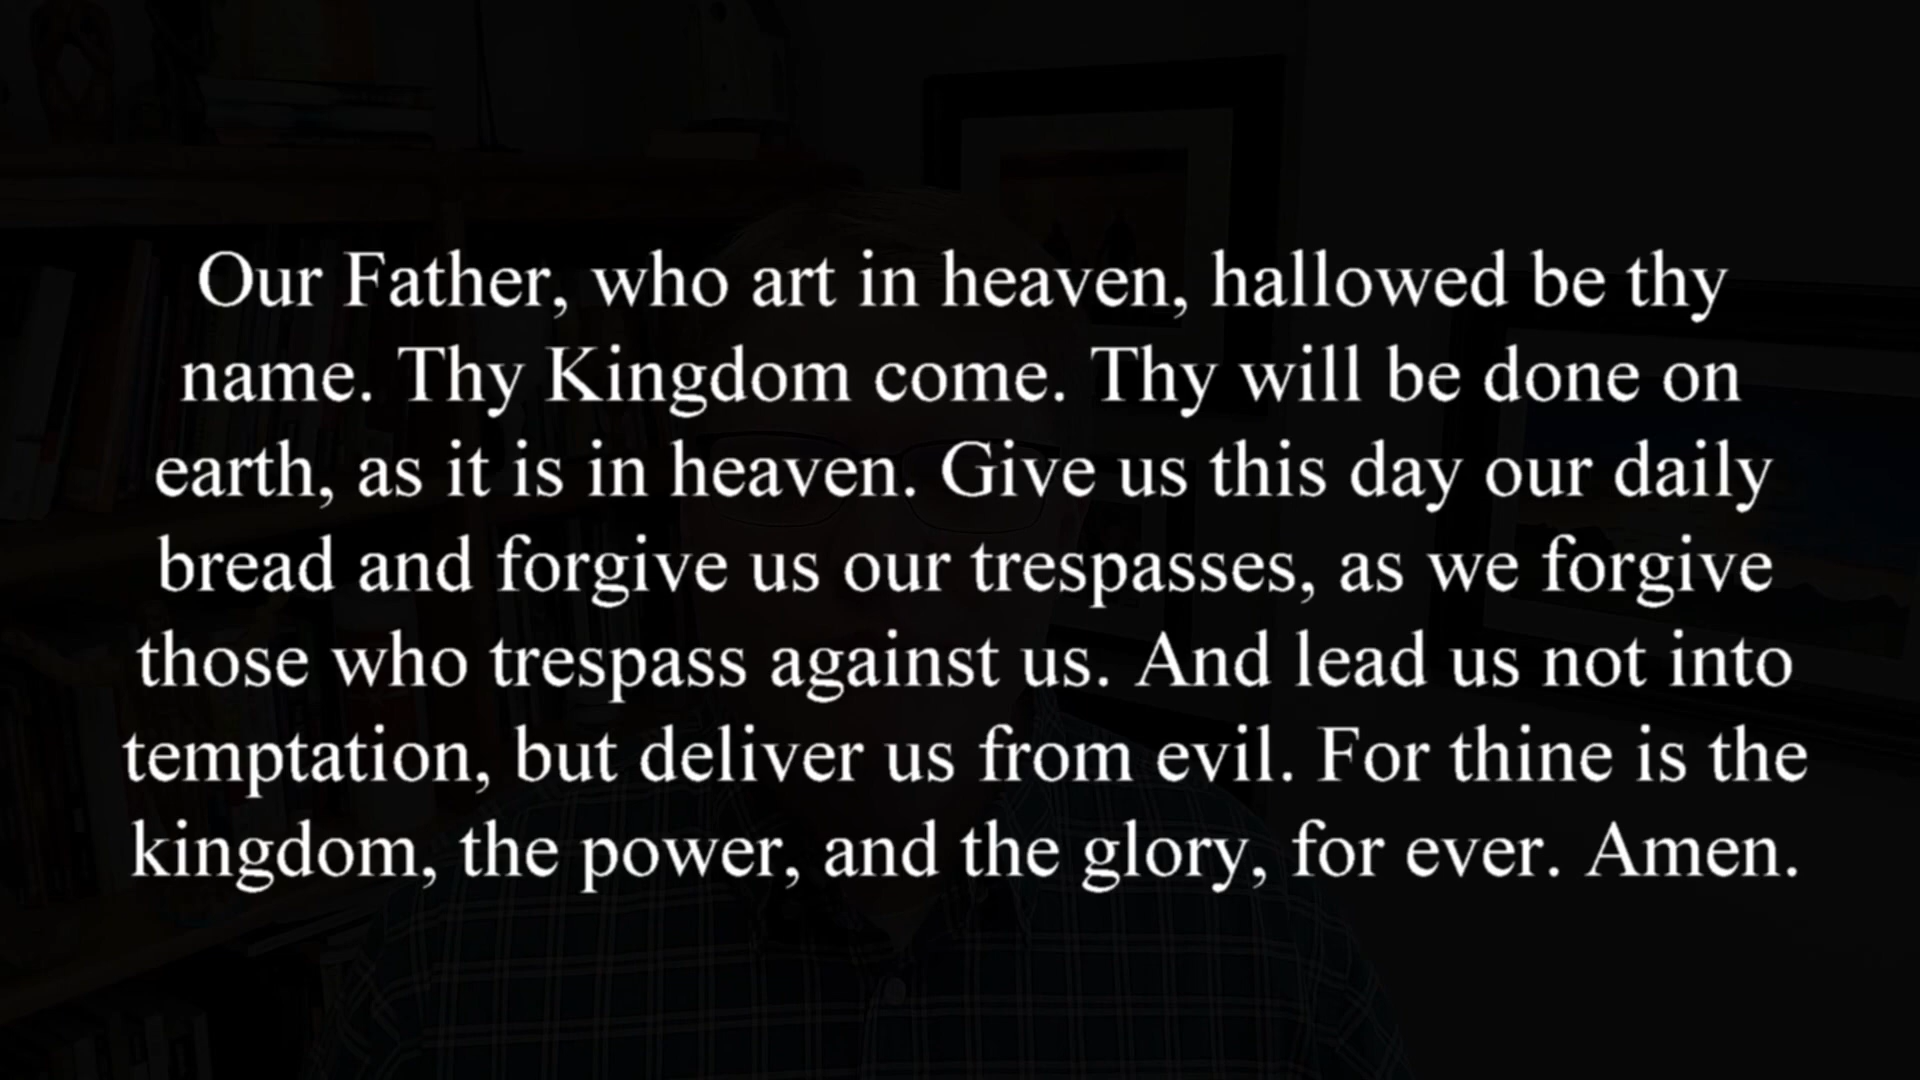 Our Father, who art in heaven, hallowed be thy
name. Thy Kingdom come. Thy will be done on
earth, as it is in heaven. Give us this day our daily
bread and forgive us our trespasses, as we forgive
those who trespass against us. And lead us not into
temptation, but deliver us from evil. For thine is the
kingdom, the power, and the glory, for ever. Amen.